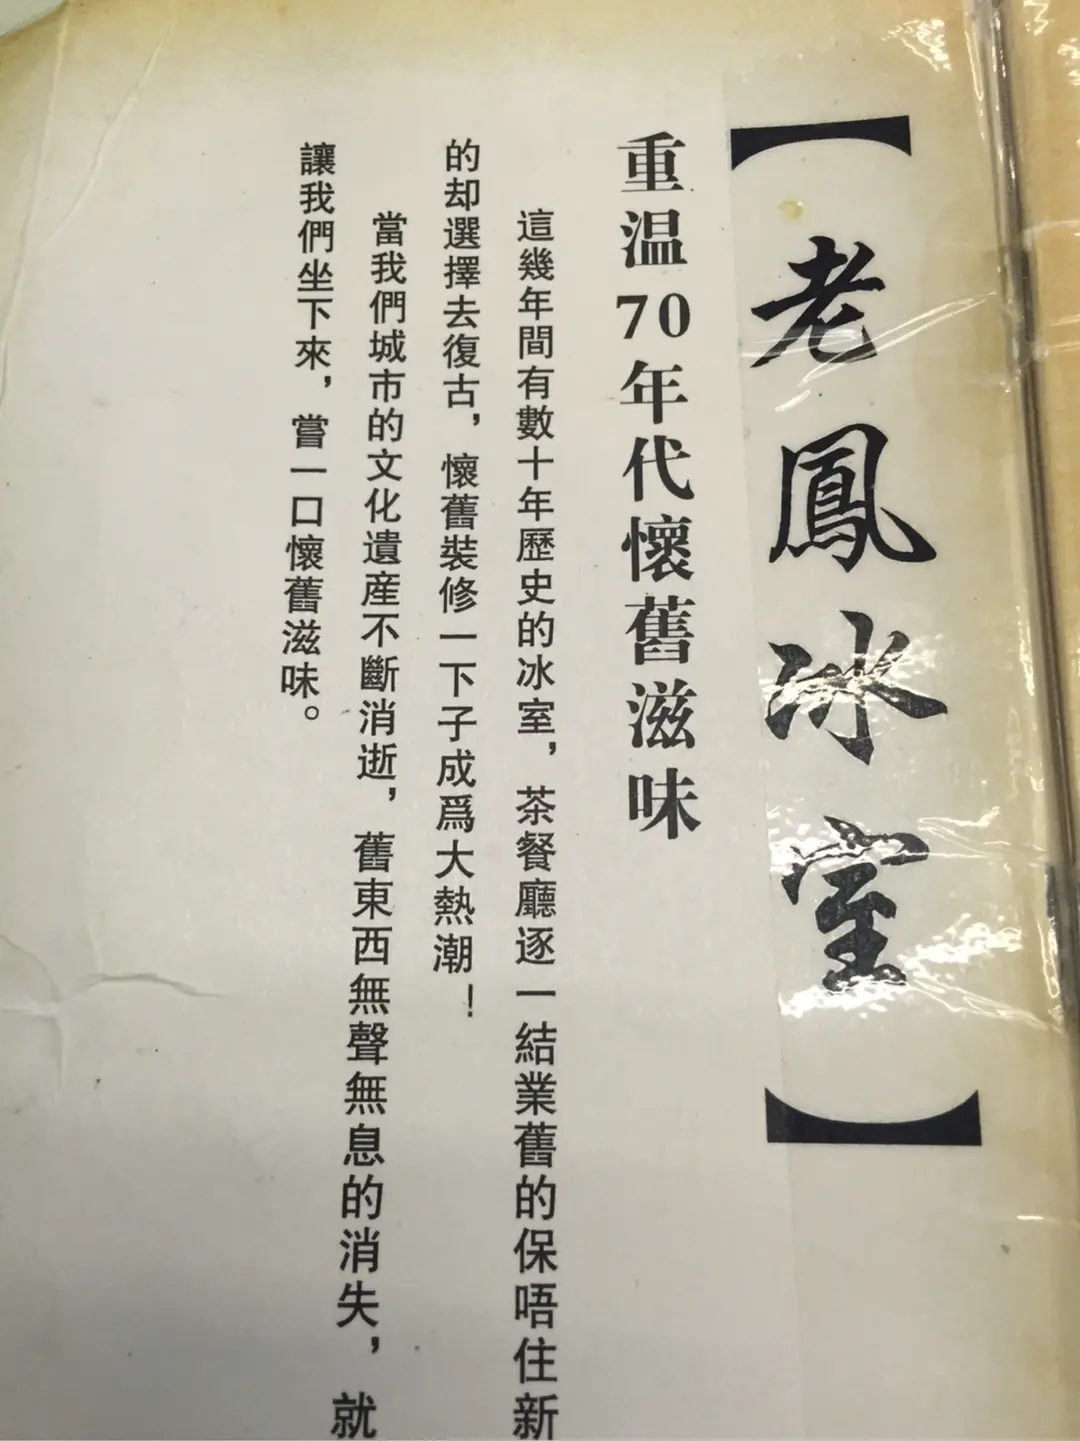 【老鳳冰室】
重温70年代懷舊滋味
這幾年間有數十年歷史的冰室，茶餐廳逐一結業舊的保唔住新
的却選擇去復古，懷舊裝修一下子成爲大熱潮！
當我們城市的文化遺産不斷消逝，舊東西無聲無息的消失，就
讓我們坐下來，嘗一口懷舊滋味。